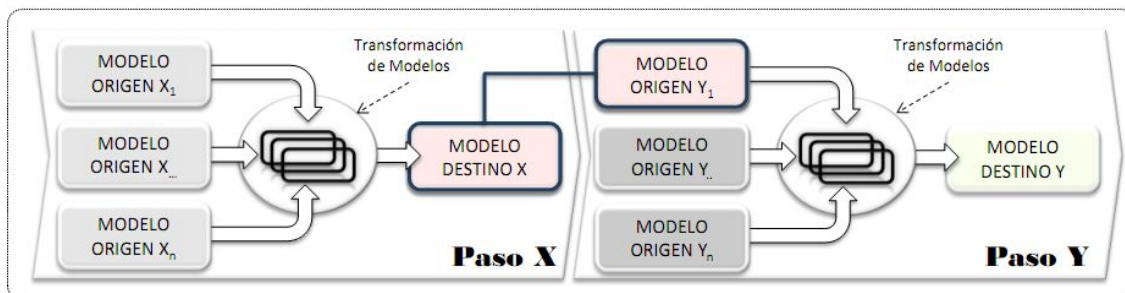 MODELO
ORIGEN X1
MODELO
ORIGEN X...
MODELO
ORIGEN Xn
Transformación
de Modelos
MODELO
DESTINO X
Paso X
MODELO
ORIGEN Y1
MODELO
ORIGEN Y..
MODELO
ORIGEN Yn
Transformación
de Modelos
MODELO
DESTINO Y
Paso Y